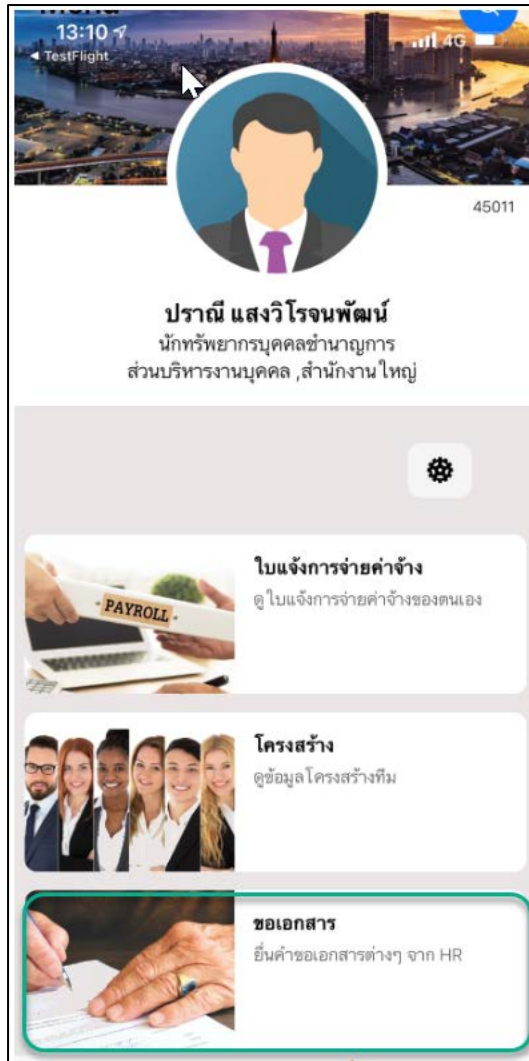 13:10
4G
TestFlight
45011
ปราณี แสงวิโรจนพัฒน์
นักทรัพยากรบุคคลชำนาญการ
ส่วนบริหารงานบุคคล ,สำนักงานใหญ่
ใบแจ้งการจ่ายค่าจ้าง
ดูใบแจ้งการจ่ายค่าจ้างของตนเอง
PAYROLL
โครงสร้าง
ดูข้อมูลโครงสร้างทีม
ขอเอกสาร
ยื่นคำขอเอกสารต่างๆ จาก HR